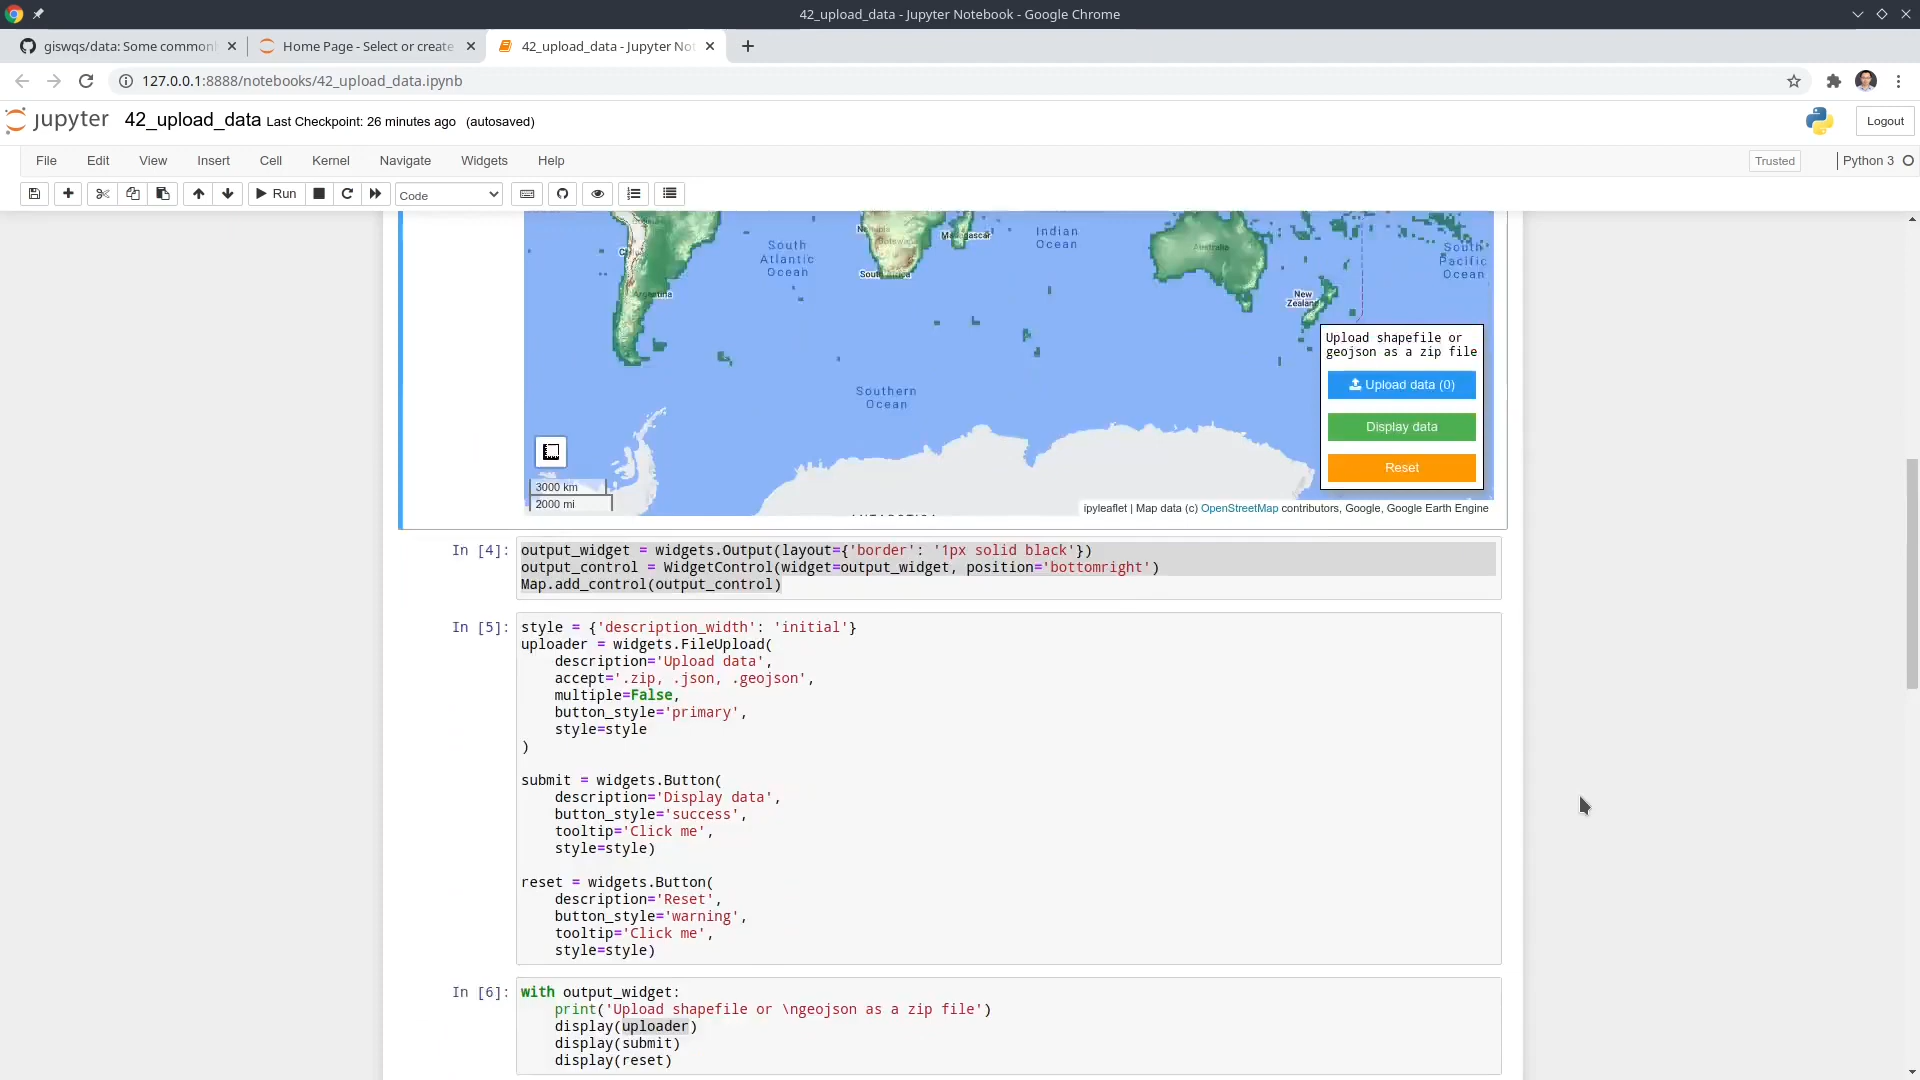 42_upload_data - Jupyter Notebook - Google Chrome
giswqs/data: Some common
Home Page - Select or create
42_upload_data - Jupyter No
127.0.0.1:8888/notebooks/42_upload_data.ipynb
jupyter 42_upload_data Last Checkpoint: 26 minutes ago (autosaved)
Logout
File Edit View Insert Cell Kernel Navigate Widgets Help
Trusted
Python 3
Run
Code
South
Atlantic
Ocean
Indian
Ocean
Madagascar
Australia
South
Pacific
Ocean
Argentina
New
Zealand
Southern
Ocean
Upload shapefile or
geojson as a zip file
Upload data (0)
Display data
Reset
3000 km
2000 mi
ipyleaflet | Map data (c) OpenStreetMap contributors, Google, Google Earth Engine
In [4]:
output_widget = widgets.Output(layout={'border': '1px solid black'})
output_control = WidgetControl(widget=output_widget, position='bottomright')
Map.add_control(output_control)
In [5]:
style = {'description_width': 'initial'}
uploader = widgets.FileUpload(
description='Upload data',
accept='.zip, .json, .geojson',
multiple=False,
button_style='primary',
style=style
)
submit = widgets.Button(
description='Display data',
button_style='success',
tooltip='Click me',
style=style)
reset = widgets.Button(
description='Reset',
button_style='warning',
tooltip='Click me',
style=style)
In [6]:
with output_widget:
print('Upload shapefile or \ngeojson as a zip file')
display(uploader)
display(submit)
display(reset)